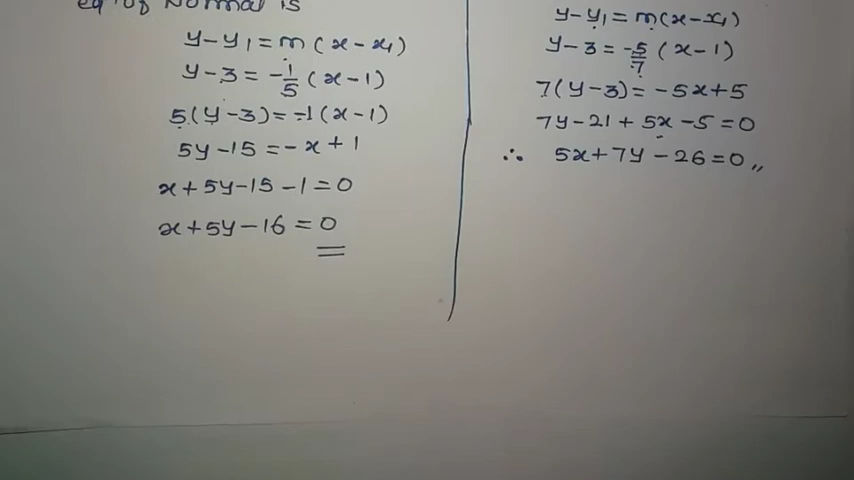 eqn of Normal is
y-y₁ = m(x-x₁)
y-3 = -1/5 (x-1)
5(y-3) = -1(x-1)
5y-15 = -x+1
x+5y-15-1=0
x+5y-16=0
y-y₁ = m(x-x₁)
y-3 = -5/7 (x-1)
7(y-3) = -5x+5
7y-21+5x-5=0
∴ 5x+7y-26=0,,